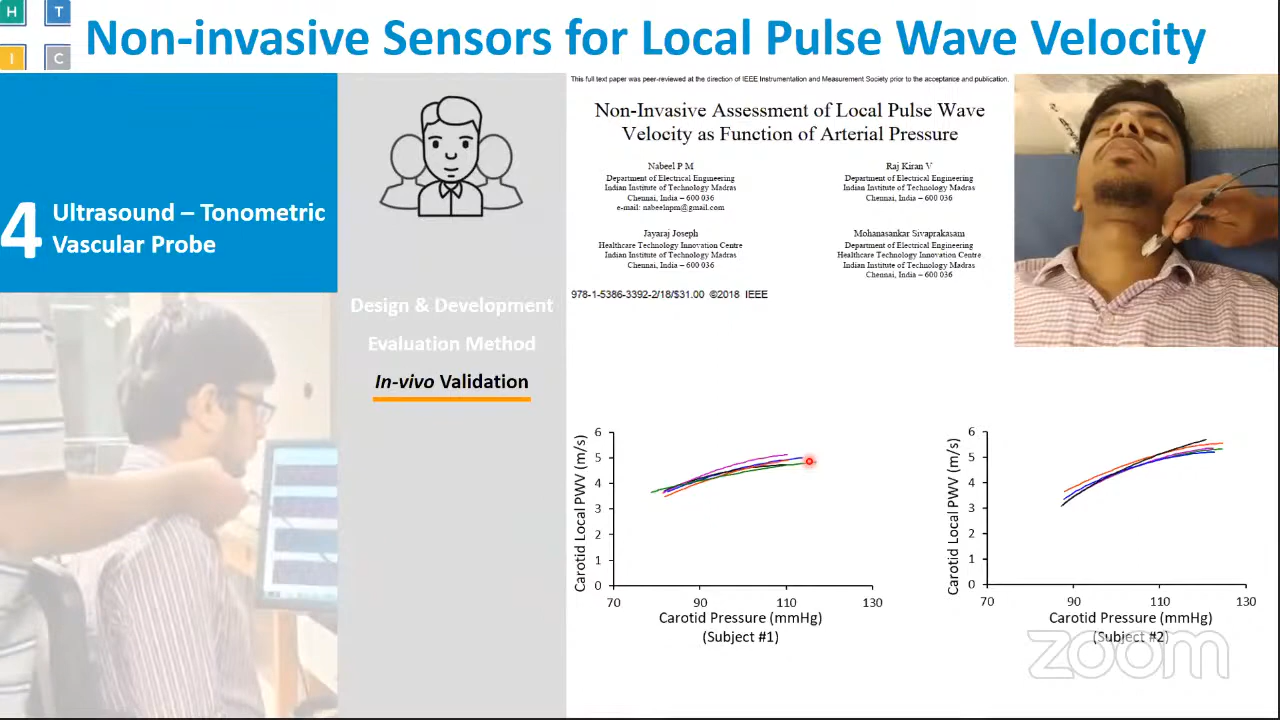 H T
I C
Non-invasive Sensors for Local Pulse Wave Velocity
4
Ultrasound – Tonometric
Vascular Probe
Design & Development
Evaluation Method
In-vivo Validation
This full text paper was peer-reviewed at the direction of IEEE Instrumentation and Measurement Society prior to the acceptance and publication.
Non-Invasive Assessment of Local Pulse Wave
Velocity as Function of Arterial Pressure
Nabeel P M
Department of Electrical Engineering
Indian Institute of Technology Madras
Chennai, India – 600 036
e-mail: nabeelnpm@gmail.com
Raj Kiran V
Department of Electrical Engineering
Indian Institute of Technology Madras
Chennai, India – 600 036
Jayaraj Joseph
Healthcare Technology Innovation Centre
Indian Institute of Technology Madras
Chennai, India – 600 036
Mohanasankar Sivaprakasam
Department of Electrical Engineering
Healthcare Technology Innovation Centre
Indian Institute of Technology Madras
Chennai, India – 600 036
978-1-5386-3392-2/18/$31.00 ©2018 IEEE
Carotid Local PWV (m/s)
6
5
4
3
2
1
0
70 90 110 130
Carotid Pressure (mmHg)
(Subject #1)
Carotid Local PWV (m/s)
6
5
4
3
2
1
0
70 90 110 130
Carotid Pressure (mmHg)
(Subject #2)
zoom